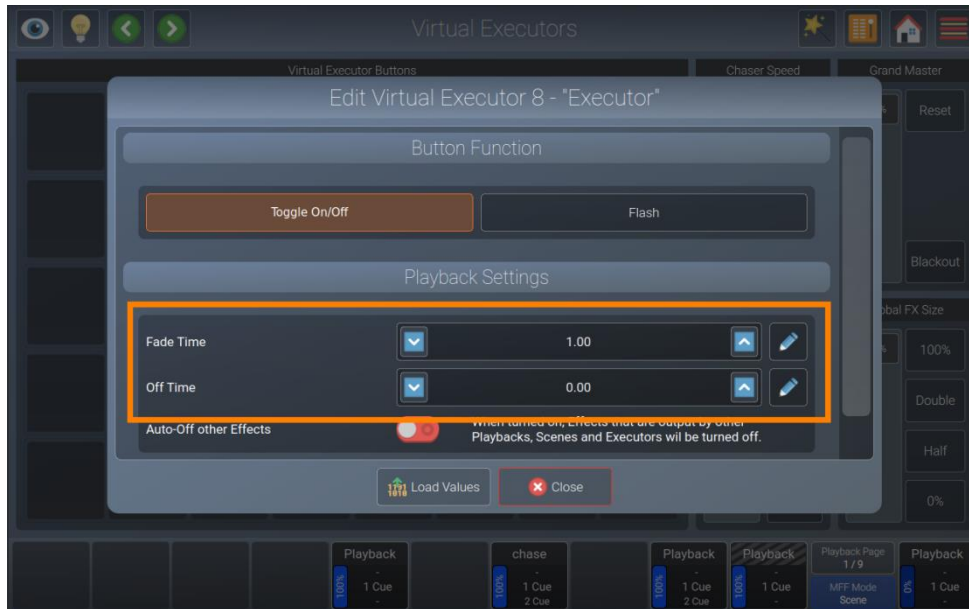 Virtual Executors
Virtual Executor Buttons
Chaser Speed
Grand Master
Edit Virtual Executor 8 - "Executor"
Reset
Button Function
Toggle On/Off
Flash
Blackout
Playback Settings
Fade Time
1.00
Off Time
0.00
Auto-Off other Effects
When turned on, Effects that are output by other
Playbacks, Scenes and Executors wil be turned off.
FX Size
100%
Double
Half
0%
Load Values
Close
Playback
-
100%
1 Cue
-
chase
-
100%
1 Cue
2 Cue
Playback
-
100%
1 Cue
2 Cue
Playback
-
100%
1 Cue
-
Playback Page
1 / 9
MFF Mode
Scene
Playback
-
0%
1 Cue
-